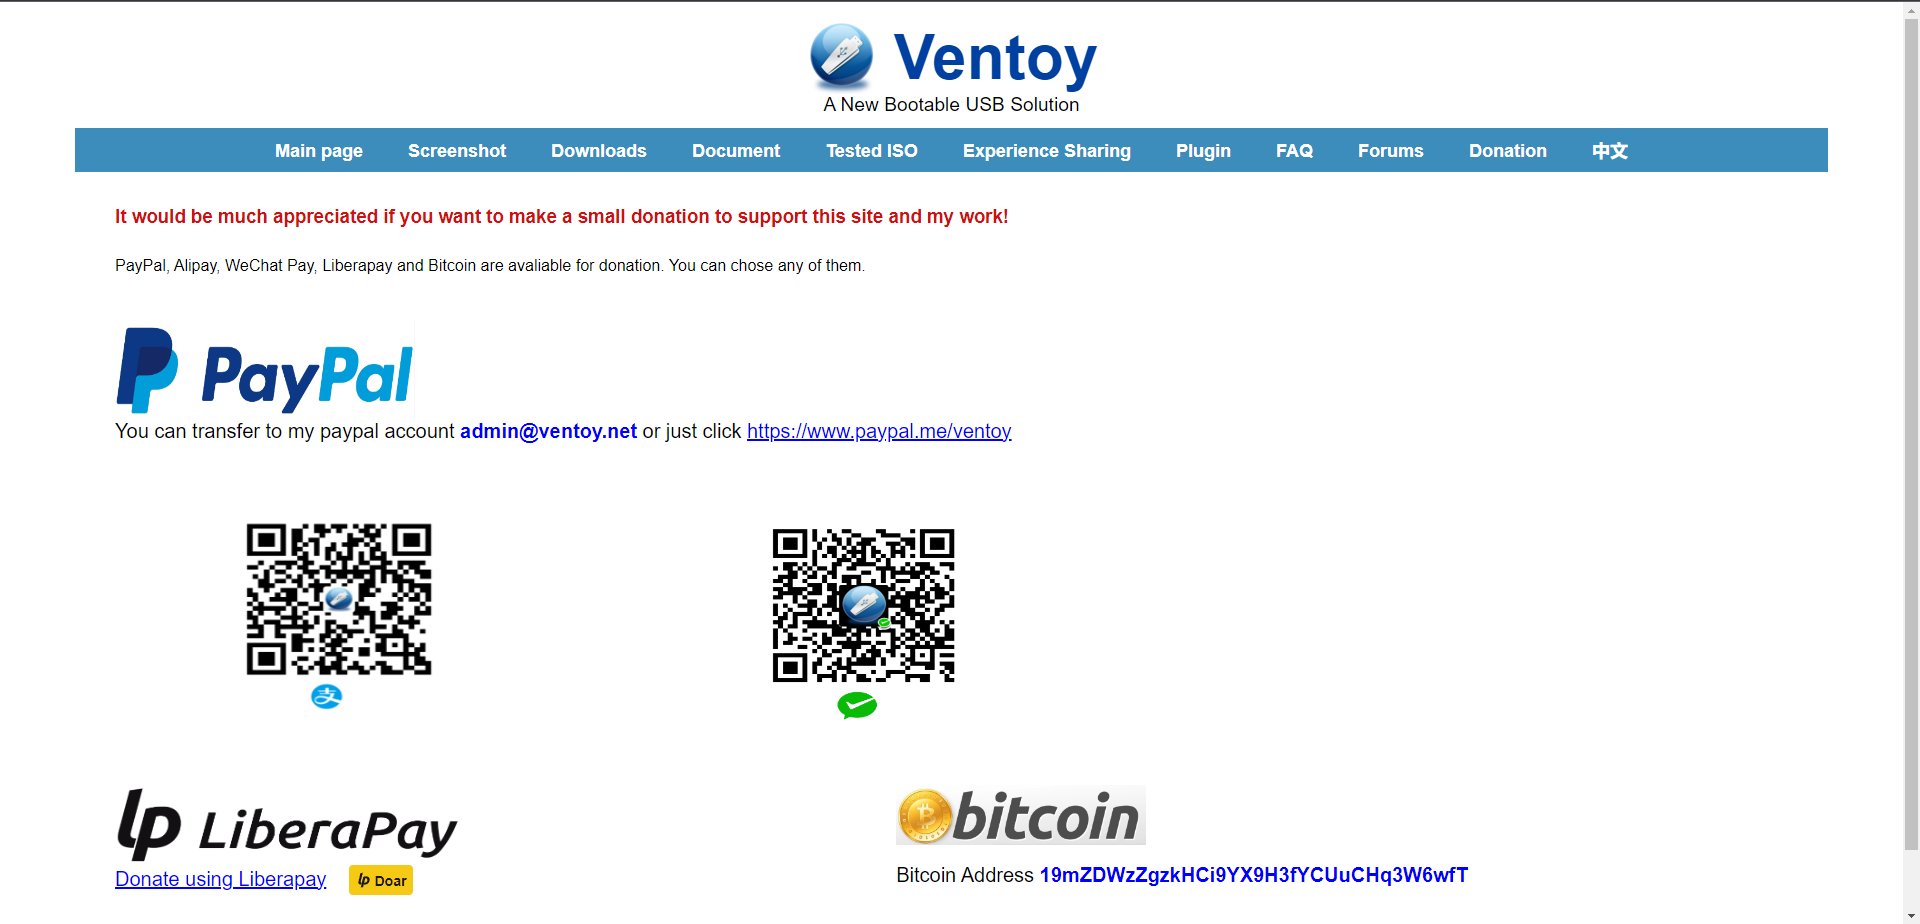 Ventoy
A New Bootable USB Solution
Main page Screenshot Downloads Document Tested ISO Experience Sharing Plugin FAQ Forums Donation 中文
It would be much appreciated if you want to make a small donation to support this site and my work!
PayPal, Alipay, WeChat Pay, Liberapay and Bitcoin are avaliable for donation. You can chose any of them.
PayPal
You can transfer to my paypal account admin@ventoy.net or just click https://www.paypal.me/ventoy
支
lp LiberaPay
Donate using Liberapay lp Doar
bitcoin
Bitcoin Address 19mZDWzZgzkHCi9YX9H3fYCUuCHq3W6wfT